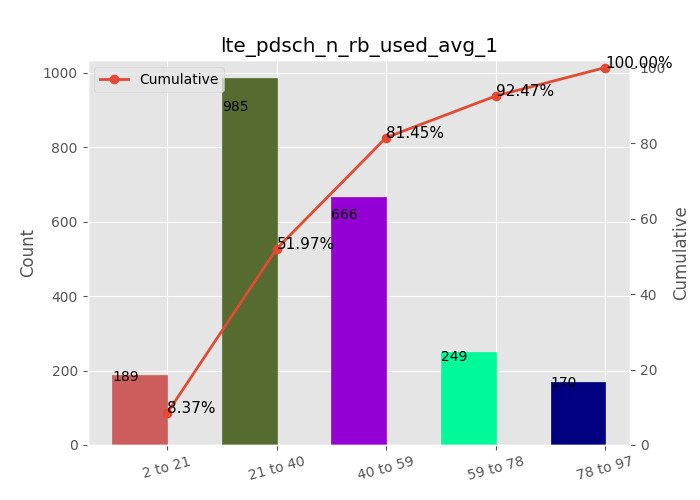 lte_pdsch_n_rb_used_avg_1
Cumulative
Count
1000
800
600
400
200
0
100
80
60
40
20
0
Cumulative
189
985
666
249
170
8.37%
51.97%
81.45%
92.47%
100.00%
2 to 21
21 to 40
40 to 59
59 to 78
78 to 97